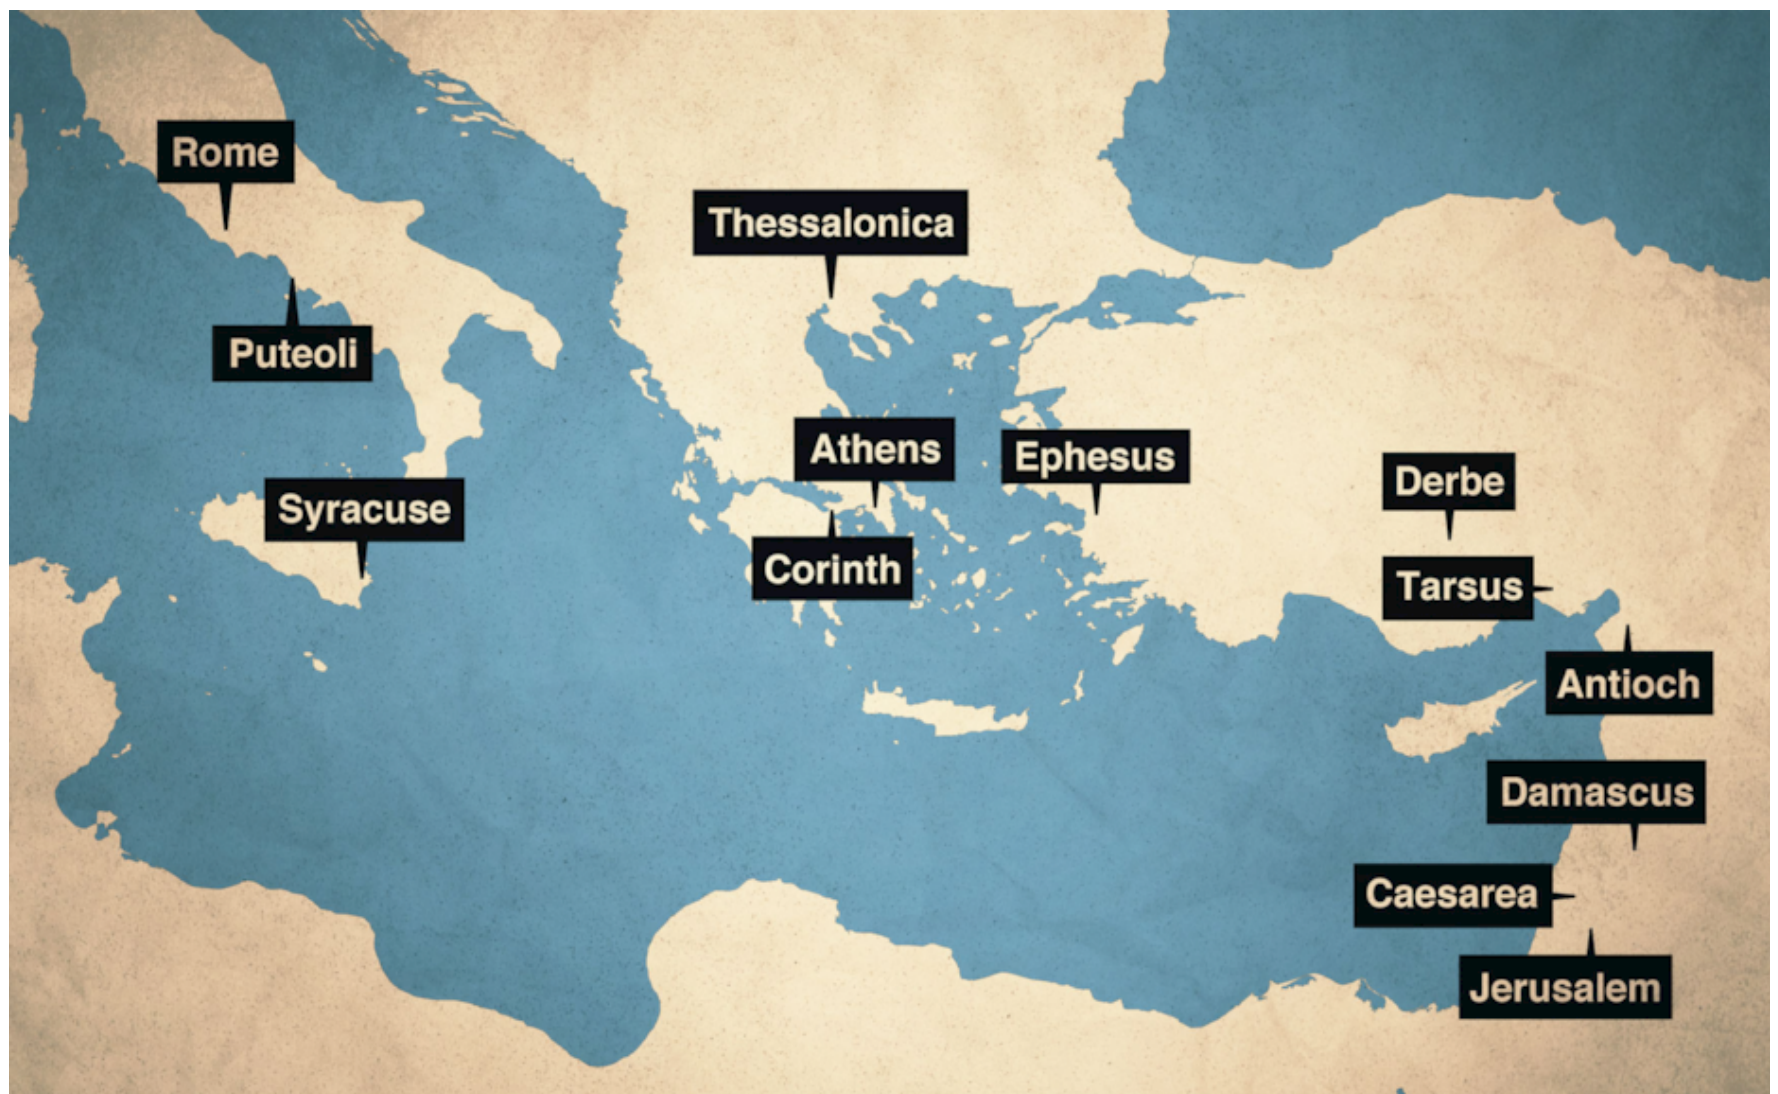 Rome
Thessalonica
Puteoli
Athens
Ephesus
Derbe
Syracuse
Corinth
Tarsus
Antioch
Damascus
Caesarea
Jerusalem